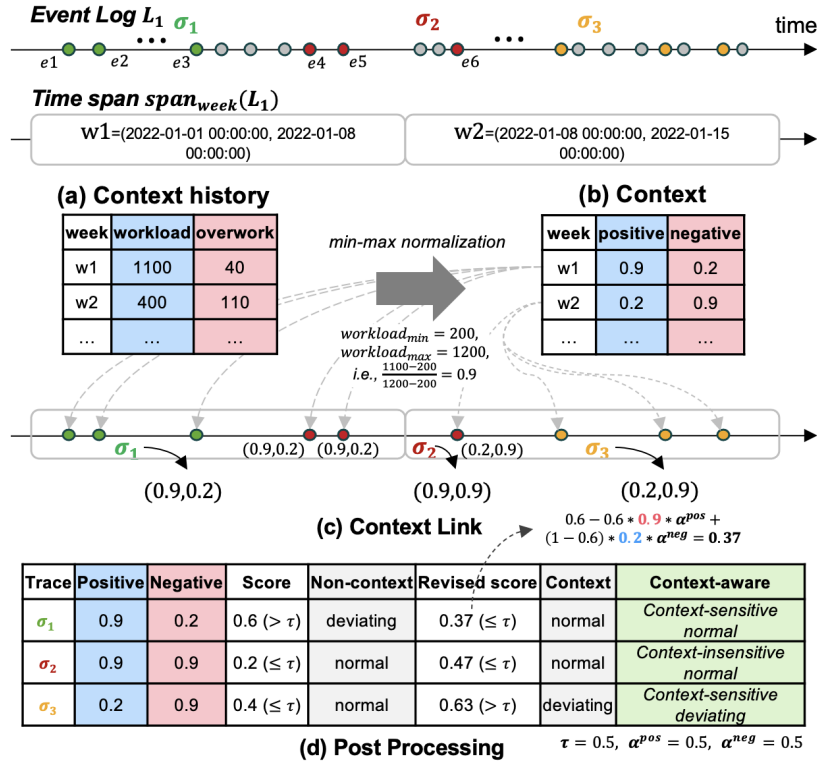 Event Log L₁
σ₁ σ₂ σ₃ time
e1 e2 ... e3 e4 e5 e6 ...
Time span span_week(L₁)
w1=(2022-01-01 00:00:00, 2022-01-08
00:00:00)
w2=(2022-01-08 00:00:00, 2022-01-15
00:00:00)
(a) Context history
week workload overwork
w1 1100 40
w2 400 110
... ... ...
min-max normalization
workload_min = 200,
workload_max = 1200,
i.e., (1100−200)/(1200−200) = 0.9
(b) Context
week positive negative
w1 0.9 0.2
w2 0.2 0.9
... ... ...
σ₁ (0.9,0.2) (0.9,0.2) σ₂ (0.2,0.9) σ₃
(0.9,0.2) (0.9,0.9) (0.2,0.9)
(c) Context Link
0.6 − 0.6 * 0.9 * α^pos +
(1 − 0.6) * 0.2 * α^neg = 0.37
Trace Positive Negative Score Non-context Revised score Context Context-aware
σ₁ 0.9 0.2 0.6 (> τ) deviating 0.37 (≤ τ) normal Context-sensitive
normal
σ₂ 0.9 0.9 0.2 (≤ τ) normal 0.47 (≤ τ) normal Context-insensitive
normal
σ₃ 0.2 0.9 0.4 (≤ τ) normal 0.63 (> τ) deviating Context-sensitive
deviating
(d) Post Processing
τ = 0.5, α^pos = 0.5, α^neg = 0.5